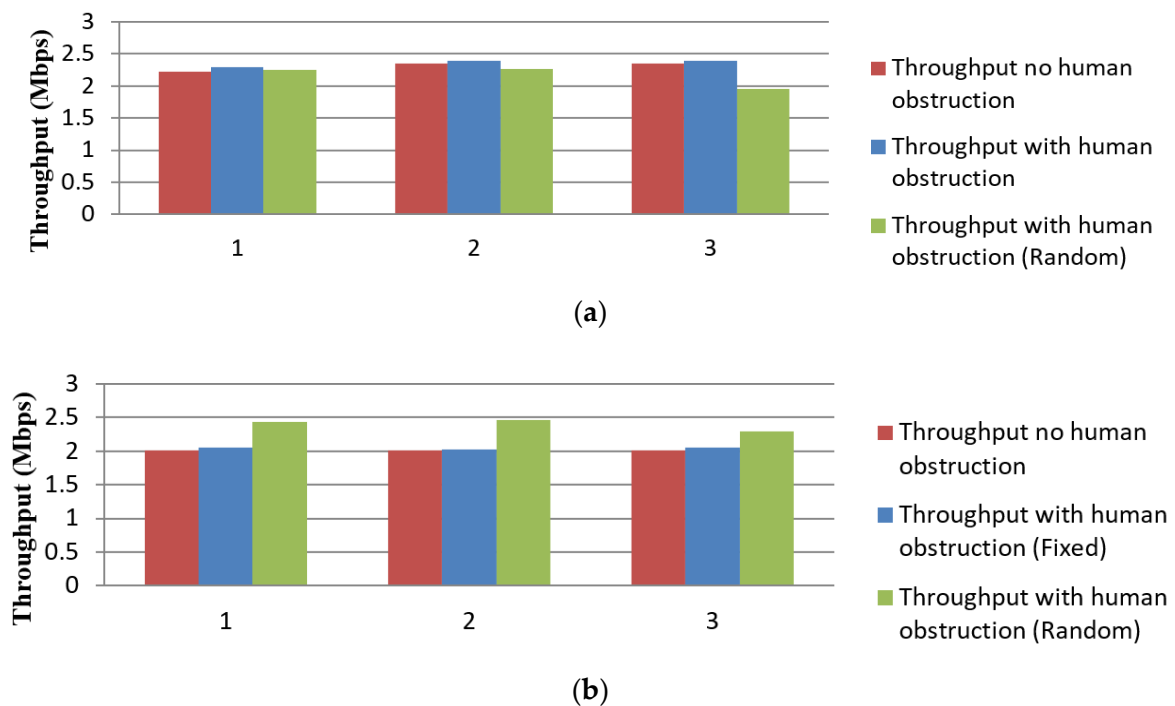 Throughput (Mbps)
3
2.5
2
1.5
1
0.5
0
1
2
3
Throughput no human
obstruction
Throughput with human
obstruction
Throughput with human
obstruction (Random)
(a)
Throughput (Mbps)
3
2.5
2
1.5
1
0.5
0
1
2
3
Throughput no human
obstruction
Throughput with human
obstruction (Fixed)
Throughput with human
obstruction (Random)
(b)